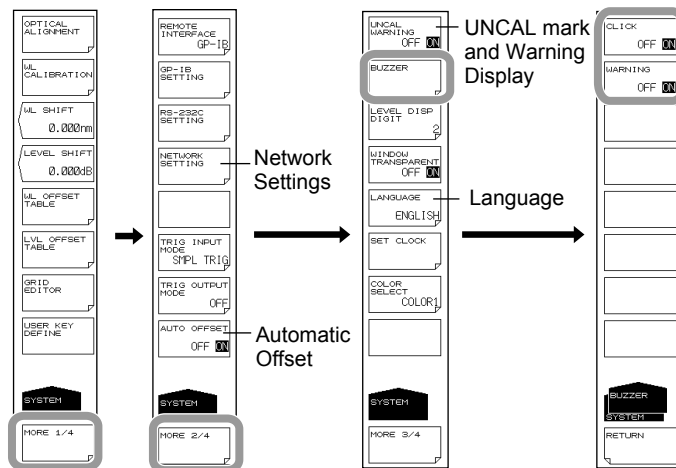 OPTICAL
ALIGNMENT
WL
CALIBRATION
WL SHIFT
0.000nm
LEVEL SHIFT
0.000dB
WL OFFSET
TABLE
LVL OFFSET
TABLE
GRID
EDITOR
USER KEY
DEFINE
SYSTEM
MORE 1/4
REMOTE
INTERFACE
GP-IB
GP-IB
SETTING
RS-232C
SETTING
NETWORK
SETTING
Network
Settings
TRIG INPUT
MODE
SMPL TRIG
TRIG OUTPUT
MODE
OFF
AUTO OFFSET
OFF ON
Automatic
Offset
SYSTEM
MORE 2/4
UNCAL
WARNING
OFF ON
UNCAL mark
and Warning
Display
BUZZER
LEVEL DISP
DIGIT
2
WINDOW
TRANSPARENT
OFF ON
LANGUAGE
ENGLISH
Language
SET CLOCK
COLOR
SELECT
COLOR1
SYSTEM
MORE 3/4
CLICK
OFF ON
WARNING
OFF ON
BUZZER
SYSTEM
RETURN